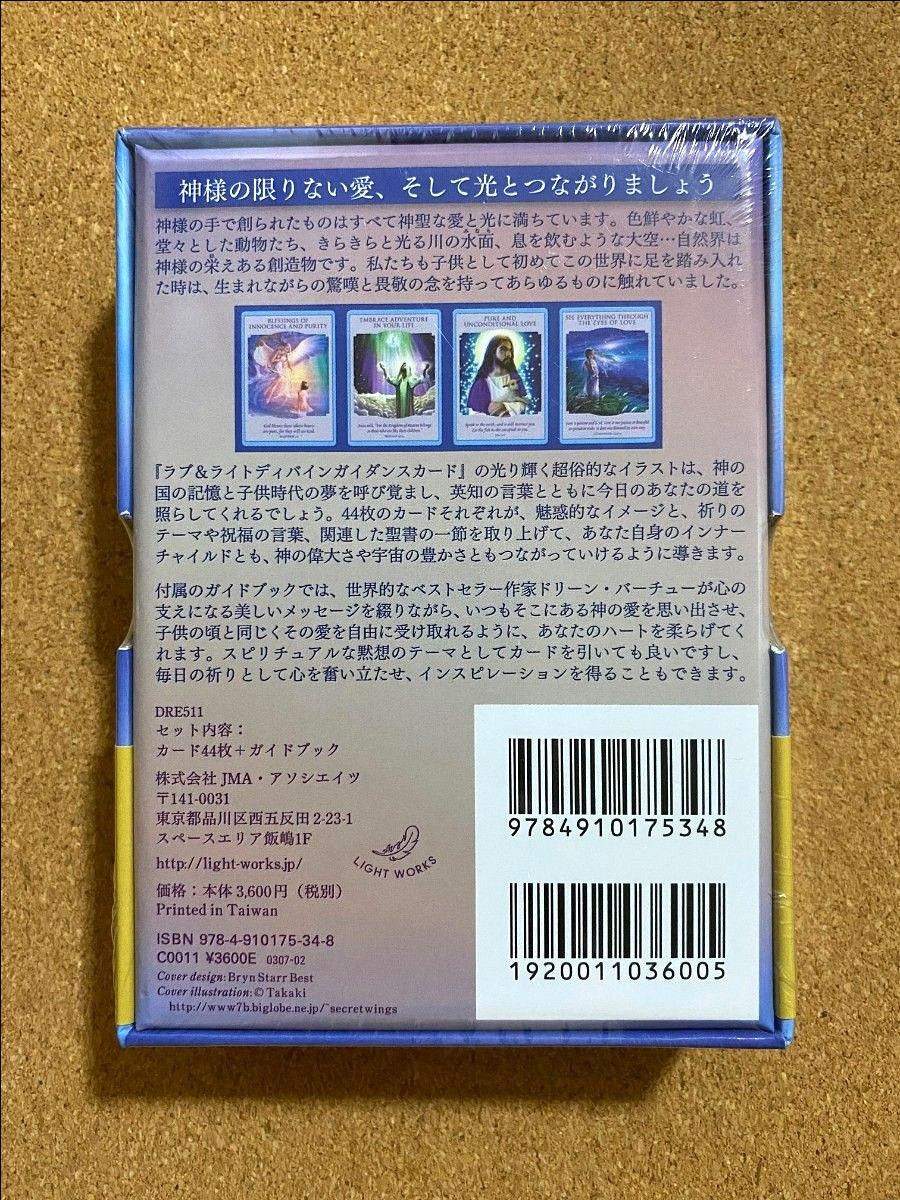 神様の限りない愛、そして光とつながりましょう
神様の手で創られたものはすべて神聖な愛と光に満ちています。色鮮やかな虹、
堂々とした動物たち、きらきらと光る川の水面、息を飲むような大空…自然界は
神様の栄えある創造物です。私たちも子供として初めてこの世界に足を踏み入れ
た時は、生まれながらの驚嘆と畏敬の念を持ってあらゆるものに触れていました。
BLESSINGS OF
INNOCENCE AND PURITY
EMBRACE ADVENTURE
IN YOUR LIFE
PURE AND
UNCONDITIONAL LOVE
SEE EVERYTHING THROUGH
THE EYES OF LOVE
『ラブ&ライトディバインガイダンスカード』の光り輝く超俗的なイラストは、神の
国の記憶と子供時代の夢を呼び覚まし、英知の言葉とともに今日のあなたの道を
照らしてくれるでしょう。44枚のカードそれぞれが、魅惑的なイメージと、祈りの
テーマや祝福の言葉、関連した聖書の一節を取り上げて、あなた自身のインナー
チャイルドとも、神の偉大さや宇宙の豊かさともつながっていけるように導きます。
付属のガイドブックでは、世界的なベストセラー作家ドリーン・バーチューが心の
支えになる美しいメッセージを綴りながら、いつもそこにある神の愛を思い出させ、
子供の頃と同じくその愛を自由に受け取れるように、あなたのハートを柔らげてく
れます。スピリチュアルな黙想のテーマとしてカードを引いても良いですし、
毎日の祈りとして心を奮い立たせ、インスピレーションを得ることもできます。
DRE511
セット内容：
カード44枚＋ガイドブック
株式会社 JMA・アソシエイツ
〒141-0031
東京都品川区西五反田 2-23-1
スペースエリア飯嶋1F
http://light-works.jp/
LIGHT WORKS
価格：本体3,600円（税別）
Printed in Taiwan
ISBN 978-4-910175-34-8
C0011 ¥3600E 0307-02
Cover design: Bryn Starr Best
Cover illustration: © Takaki
http://www7b.biglobe.ne.jp/~secretwings
9784910175348
1920011036005